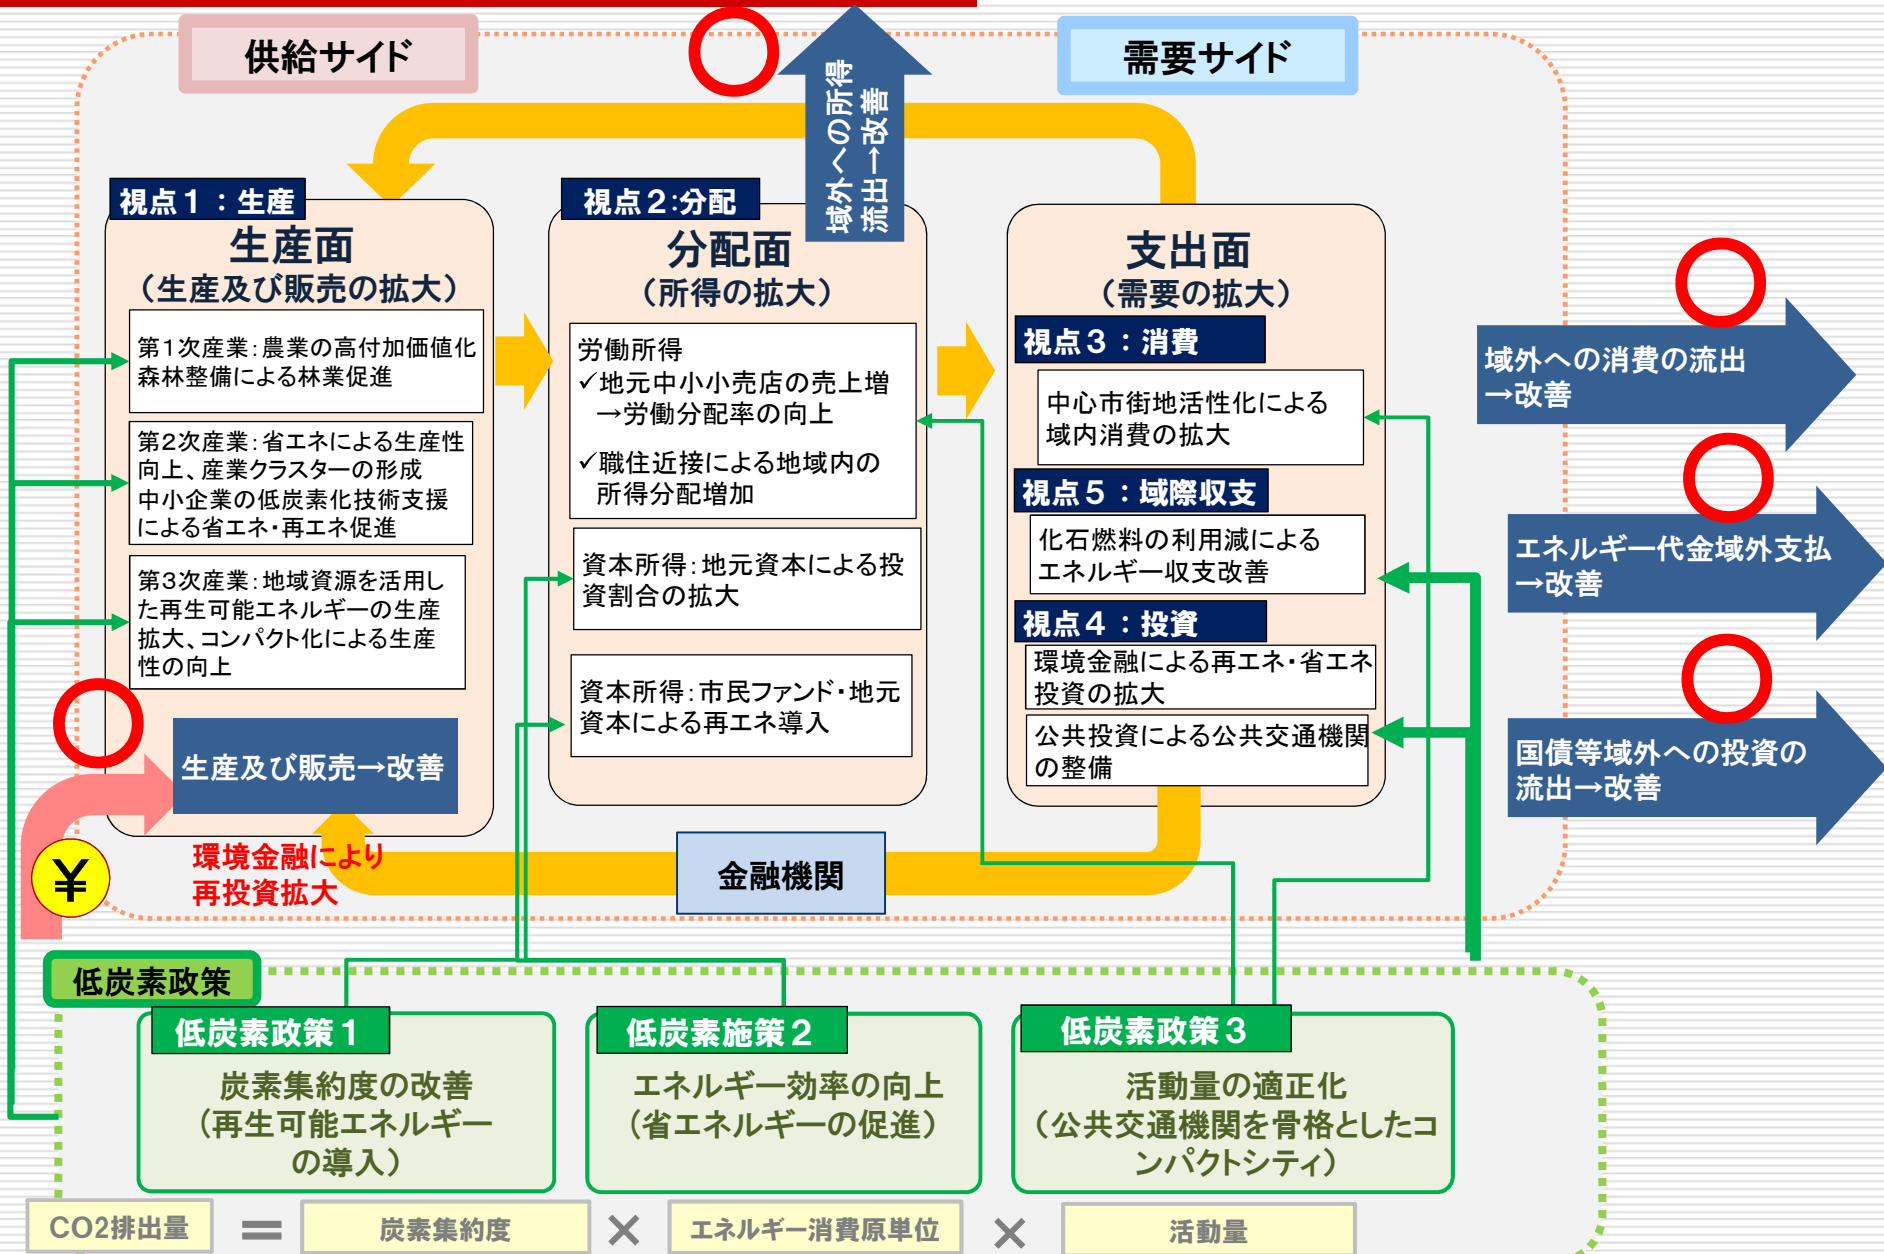 供給サイド
需要サイド
域外への所得
流出→改善
視点１：生産
生産面
（生産及び販売の拡大）
第１次産業：農業の高付加価値化
森林整備による林業促進
第２次産業：省エネによる生産性
向上、産業クラスターの形成
中小企業の低炭素化技術支援
による省エネ・再エネ促進
第３次産業：地域資源を活用し
た再生可能エネルギーの生産
拡大、コンパクト化による生産
性の向上
生産及び販売→改善
視点２：分配
分配面
（所得の拡大）
労働所得
✓地元中小小売店の売上増
→労働分配率の向上
✓職住近接による地域内の
所得分配増加
資本所得：地元資本による投
資割合の拡大
資本所得：市民ファンド・地元
資本による再エネ導入
支出面
（需要の拡大）
視点３：消費
中心市街地活性化による
域内消費の拡大
視点５：域際収支
化石燃料の利用減による
エネルギー収支改善
視点４：投資
環境金融による再エネ・省エネ
投資の拡大
公共投資による公共交通機関
の整備
域外への消費の流出
→改善
エネルギー代金域外支払
→改善
国債等域外への投資の
流出→改善
￥
環境金融により
再投資拡大
金融機関
低炭素政策
低炭素政策１
炭素集約度の改善
（再生可能エネルギー
の導入）
低炭素施策２
エネルギー効率の向上
（省エネルギーの促進）
低炭素政策３
活動量の適正化
（公共交通機関を骨格としたコ
ンパクトシティ）
CO2排出量 ＝ 炭素集約度 × エネルギー消費原単位 × 活動量